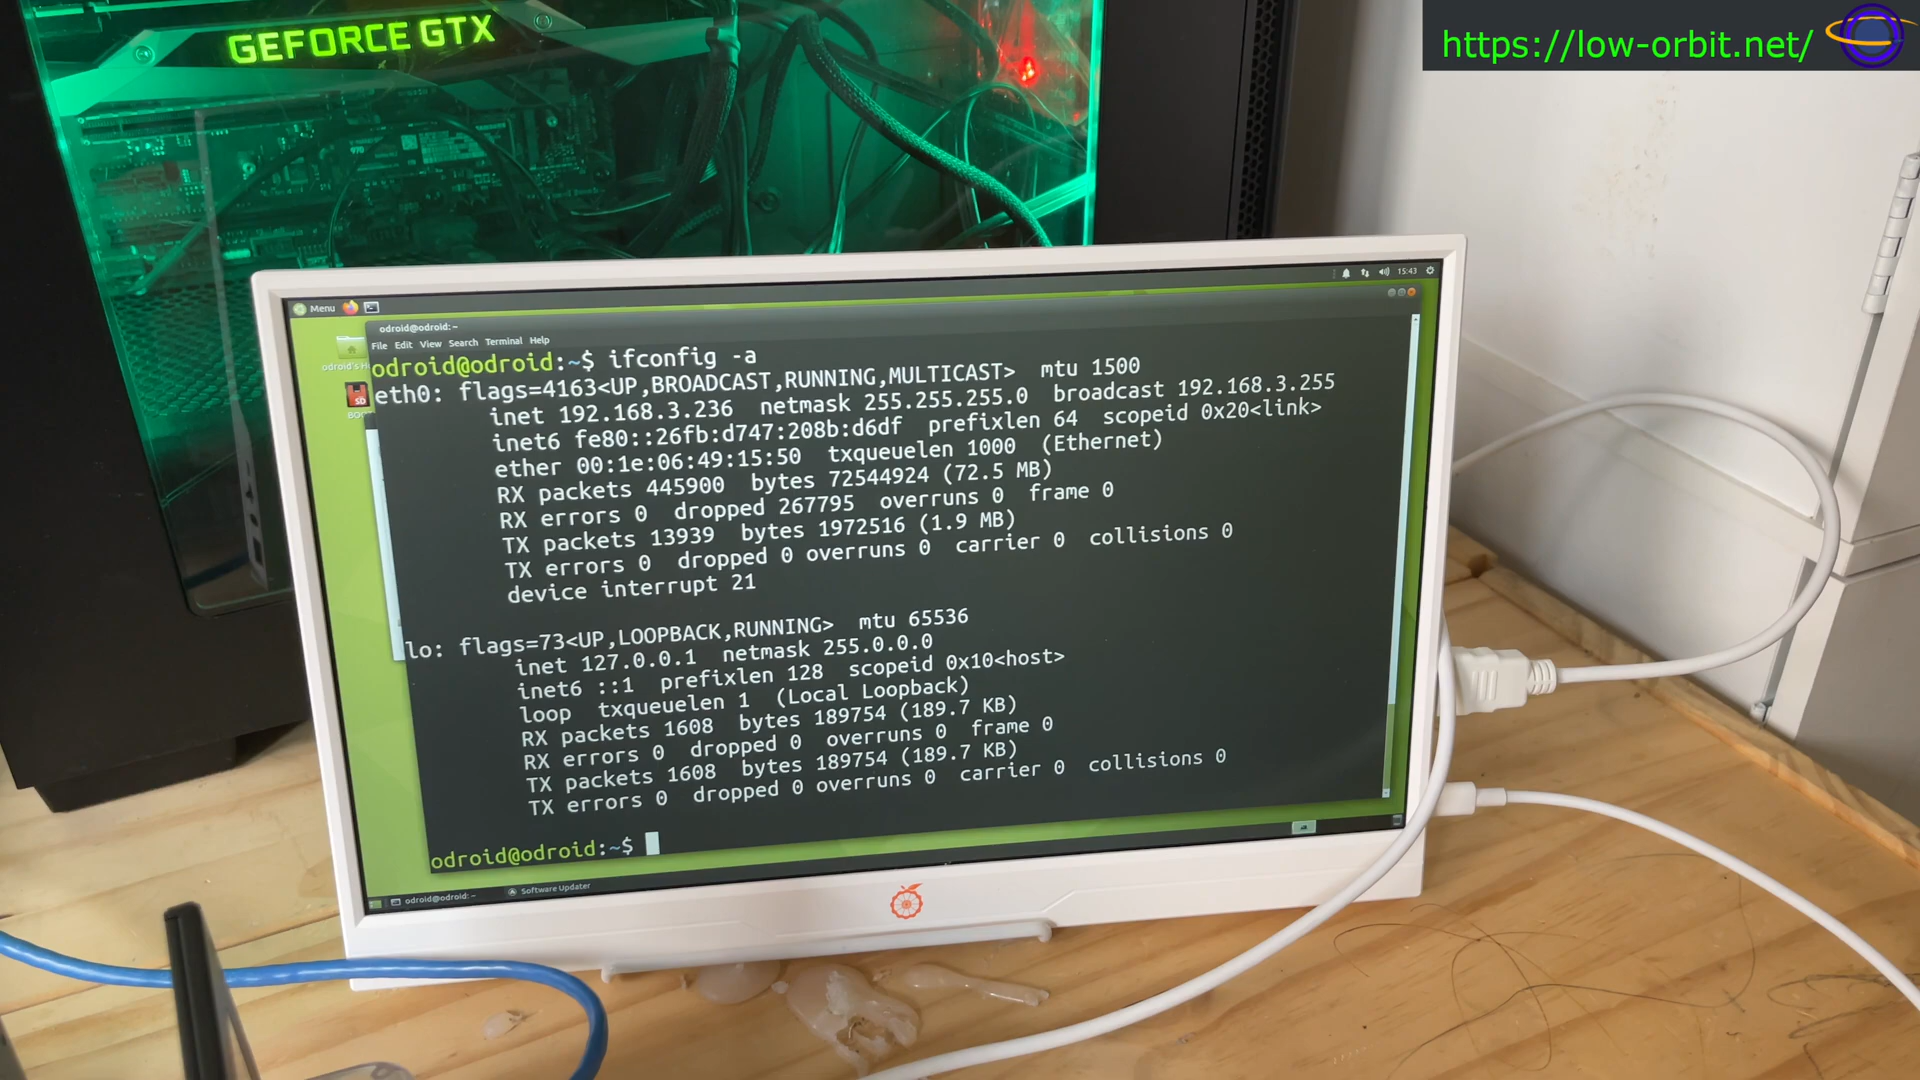 GEFORCE GTX
https://low-orbit.net/
970
Menu
15:43
odroid@odroid: ~
File Edit View Search Terminal Help
odroid's H
SD
BOO
odroid@odroid:~$ ifconfig -a
eth0: flags=4163<UP,BROADCAST,RUNNING,MULTICAST>  mtu 1500
inet 192.168.3.236  netmask 255.255.255.0  broadcast 192.168.3.255
inet6 fe80::26fb:d747:208b:d6df  prefixlen 64  scopeid 0x20<link>
ether 00:1e:06:49:15:50  txqueuelen 1000  (Ethernet)
RX packets 445900  bytes 72544924 (72.5 MB)
RX errors 0  dropped 267795  overruns 0  frame 0
TX packets 13939  bytes 1972516 (1.9 MB)
TX errors 0  dropped 0 overruns 0  carrier 0  collisions 0
device interrupt 21
lo: flags=73<UP,LOOPBACK,RUNNING>  mtu 65536
inet 127.0.0.1  netmask 255.0.0.0
inet6 ::1  prefixlen 128  scopeid 0x10<host>
loop  txqueuelen 1  (Local Loopback)
RX packets 1608  bytes 189754 (189.7 KB)
RX errors 0  dropped 0  overruns 0  frame 0
TX packets 1608  bytes 189754 (189.7 KB)
TX errors 0  dropped 0 overruns 0  carrier 0  collisions 0
odroid@odroid:~$
odroid@odroid: ~
Software Updater